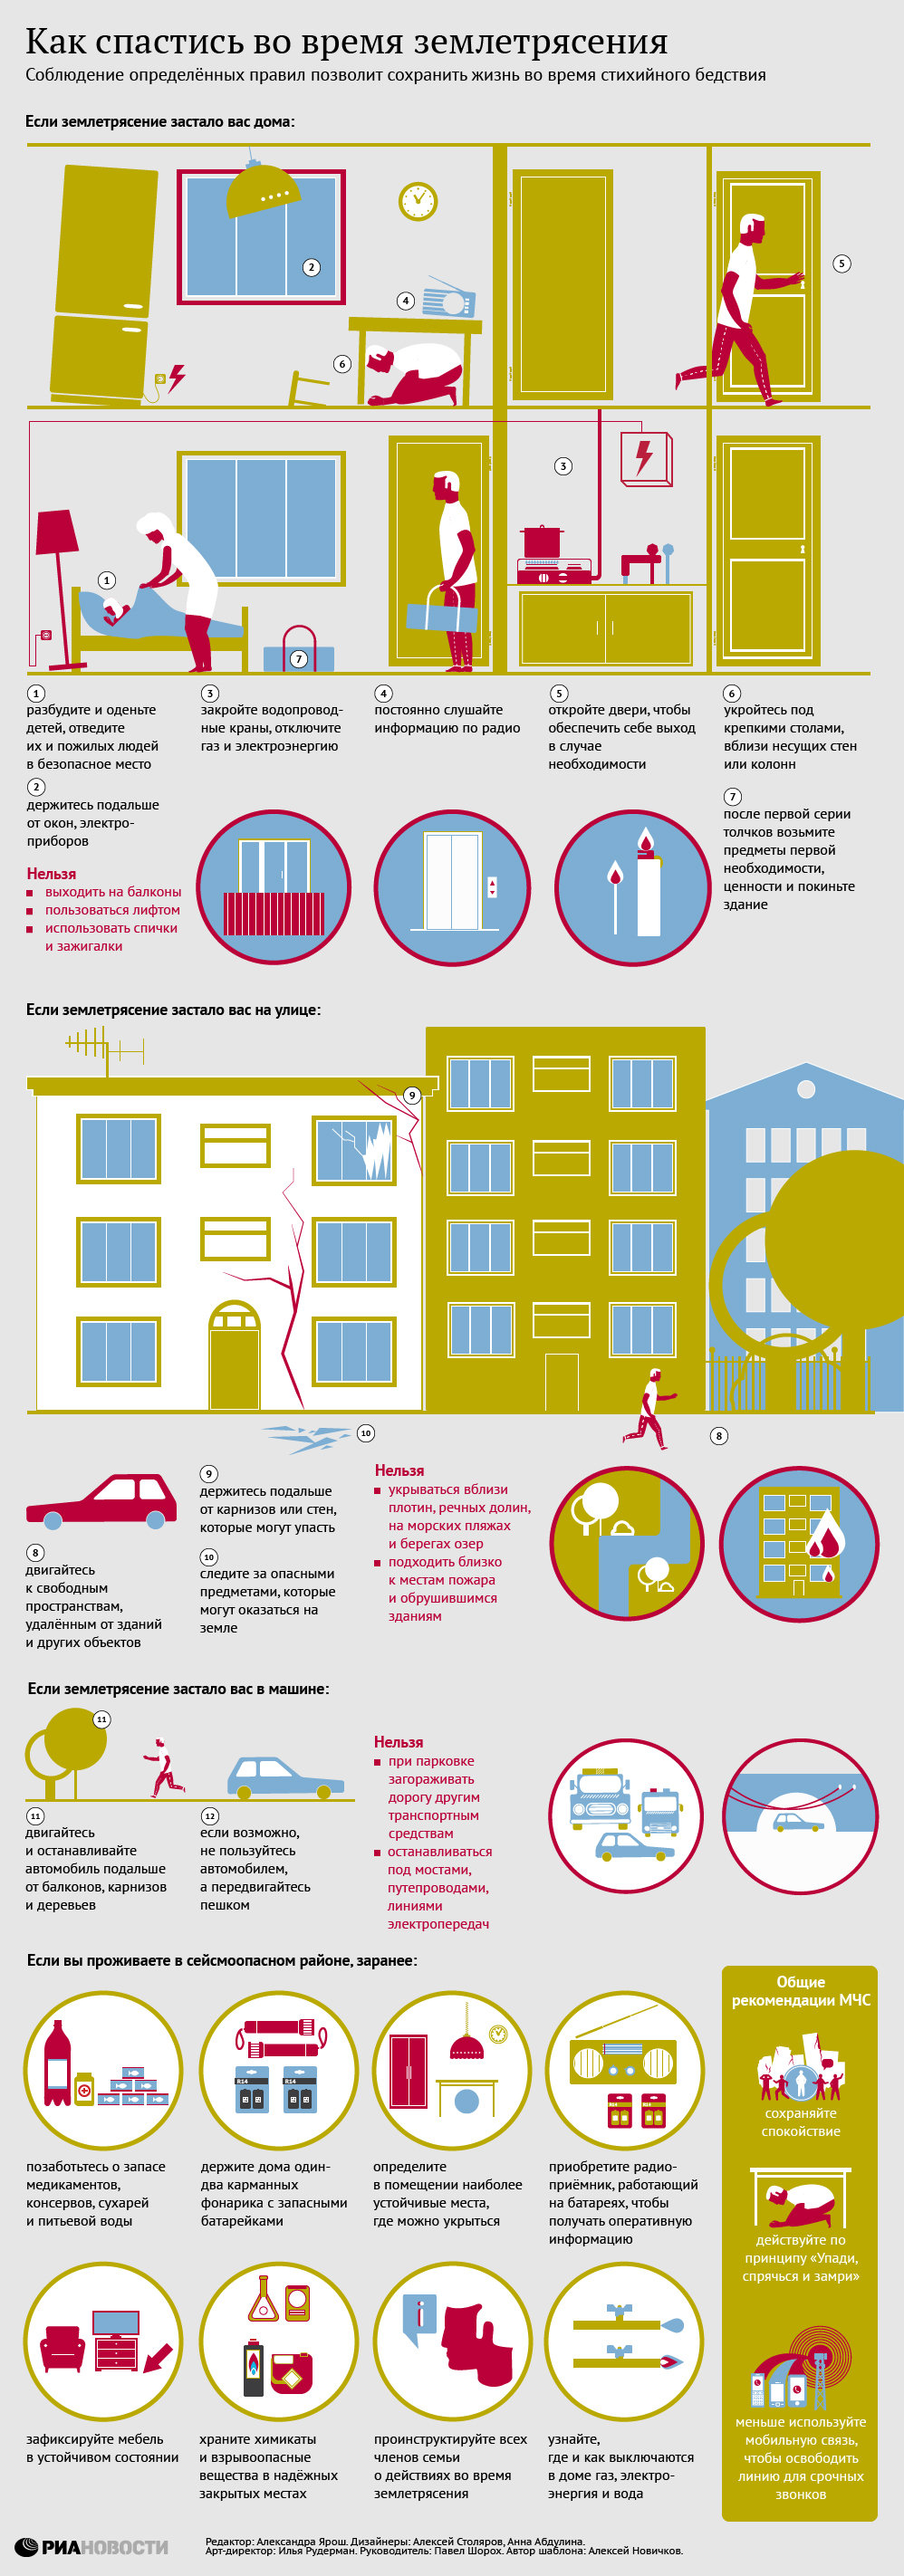 Как спастись во время землетрясения
Соблюдение определённых правил позволит сохранить жизнь во время стихийного бедствия
Если землетрясение застало вас дома:
2
5
4
6
3
1
7
1
разбудите и оденьте
детей, отведите
их и пожилых людей
в безопасное место
2
держитесь подальше
от окон, электро-
приборов
3
закройте водопровод-
ные краны, отключите
газ и электроэнергию
4
постоянно слушайте
информацию по радио
5
откройте двери, чтобы
обеспечить себе выход
в случае
необходимости
6
укройтесь под
крепкими столами,
вблизи несущих стен
или колонн
7
после первой серии
толчков возьмите
предметы первой
необходимости,
ценности и покиньте
здание
Нельзя
выходить на балконы
пользоваться лифтом
использовать спички
и зажигалки
Если землетрясение застало вас на улице:
9
10
8
8
двигайтесь
к свободным
пространствам,
удалённым от зданий
и других объектов
9
держитесь подальше
от карнизов или стен,
которые могут упасть
10
следите за опасными
предметами, которые
могут оказаться на
земле
Нельзя
укрываться вблизи
плотин, речных долин,
на морских пляжах
и берегах озер
подходить близко
к местам пожара
и обрушившимся
зданиям
Если землетрясение застало вас в машине:
11
11
двигайтесь
и останавливайте
автомобиль подальше
от балконов, карнизов
и деревьев
12
если возможно,
не пользуйтесь
автомобилем,
а передвигайтесь
пешком
Нельзя
при парковке
загораживать
дорогу другим
транспортным
средствам
останавливаться
под мостами,
путепроводами,
линиями
электропередач
Если вы проживаете в сейсмоопасном районе, заранее:
R14
R14
позаботьтесь о запасе
медикаментов,
консервов, сухарей
и питьевой воды
держите дома один-
два карманных
фонарика с запасными
батарейками
определите
в помещении наиболее
устойчивые места,
где можно укрыться
приобретите радио-
приёмник, работающий
на батареях, чтобы
получать оперативную
информацию
i
зафиксируйте мебель
в устойчивом состоянии
храните химикаты
и взрывоопасные
вещества в надёжных
закрытых местах
проинструктируйте всех
членов семьи
о действиях во время
землетрясения
узнайте,
где и как выключаются
в доме газ, электро-
энергия и вода
Общие
рекомендации МЧС
сохраняйте
спокойствие
действуйте по
принципу «Упади,
спрячься и замри»
меньше используйте
мобильную связь,
чтобы освободить
линию для срочных
звонков
РИАНОВОСТИ
Редактор: Александра Ярош. Дизайнеры: Алексей Столяров, Анна Абдулина.
Арт-директор: Илья Рудерман. Руководитель: Павел Шорох. Автор шаблона: Алексей Новичков.